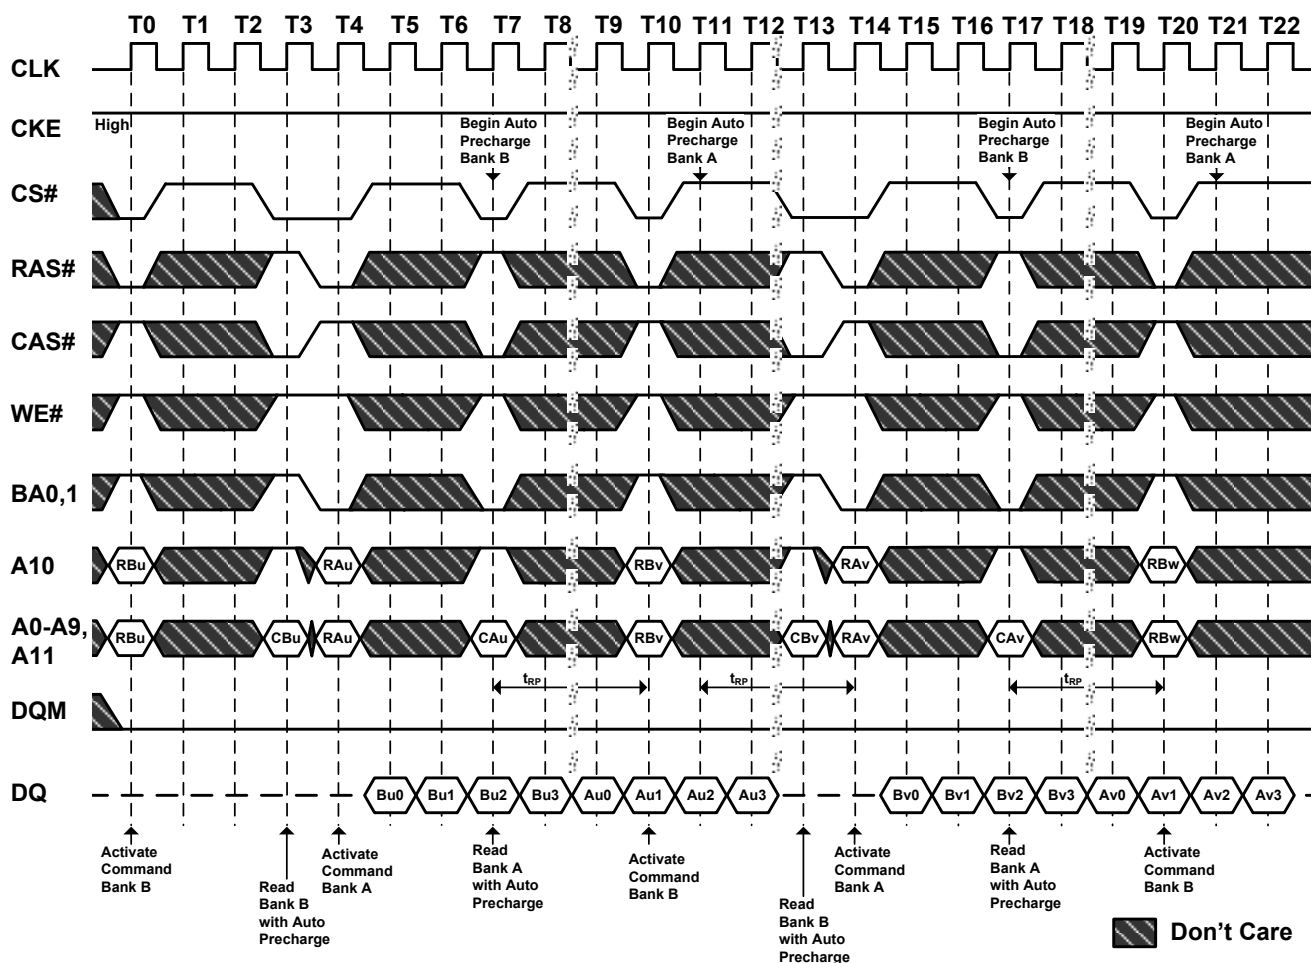 T0 T1 T2 T3 T4 T5 T6 T7 T8 T9 T10 T11 T12 T13 T14 T15 T16 T17 T18 T19 T20 T21 T22
CLK
CKE
High
Begin Auto
Precharge
Bank B
Begin Auto
Precharge
Bank A
Begin Auto
Precharge
Bank B
Begin Auto
Precharge
Bank A
CS#
RAS#
CAS#
WE#
BA0,1
A10
RBu RAu RBv RAv RBw
A0-A9,
A11
RBu CBu RAu CAu RBv CBv RAv CAv RBw
tRP tRP tRP
DQM
DQ
Bu0 Bu1 Bu2 Bu3 Au0 Au1 Au2 Au3 Bv0 Bv1 Bv2 Bv3 Av0 Av1 Av2 Av3
Activate
Command
Bank B
Read
Bank B
with Auto
Precharge
Activate
Command
Bank A
Read
Bank A
with Auto
Precharge
Activate
Command
Bank B
Read
Bank B
with Auto
Precharge
Activate
Command
Bank A
Read
Bank A
with Auto
Precharge
Activate
Command
Bank B
Don't Care